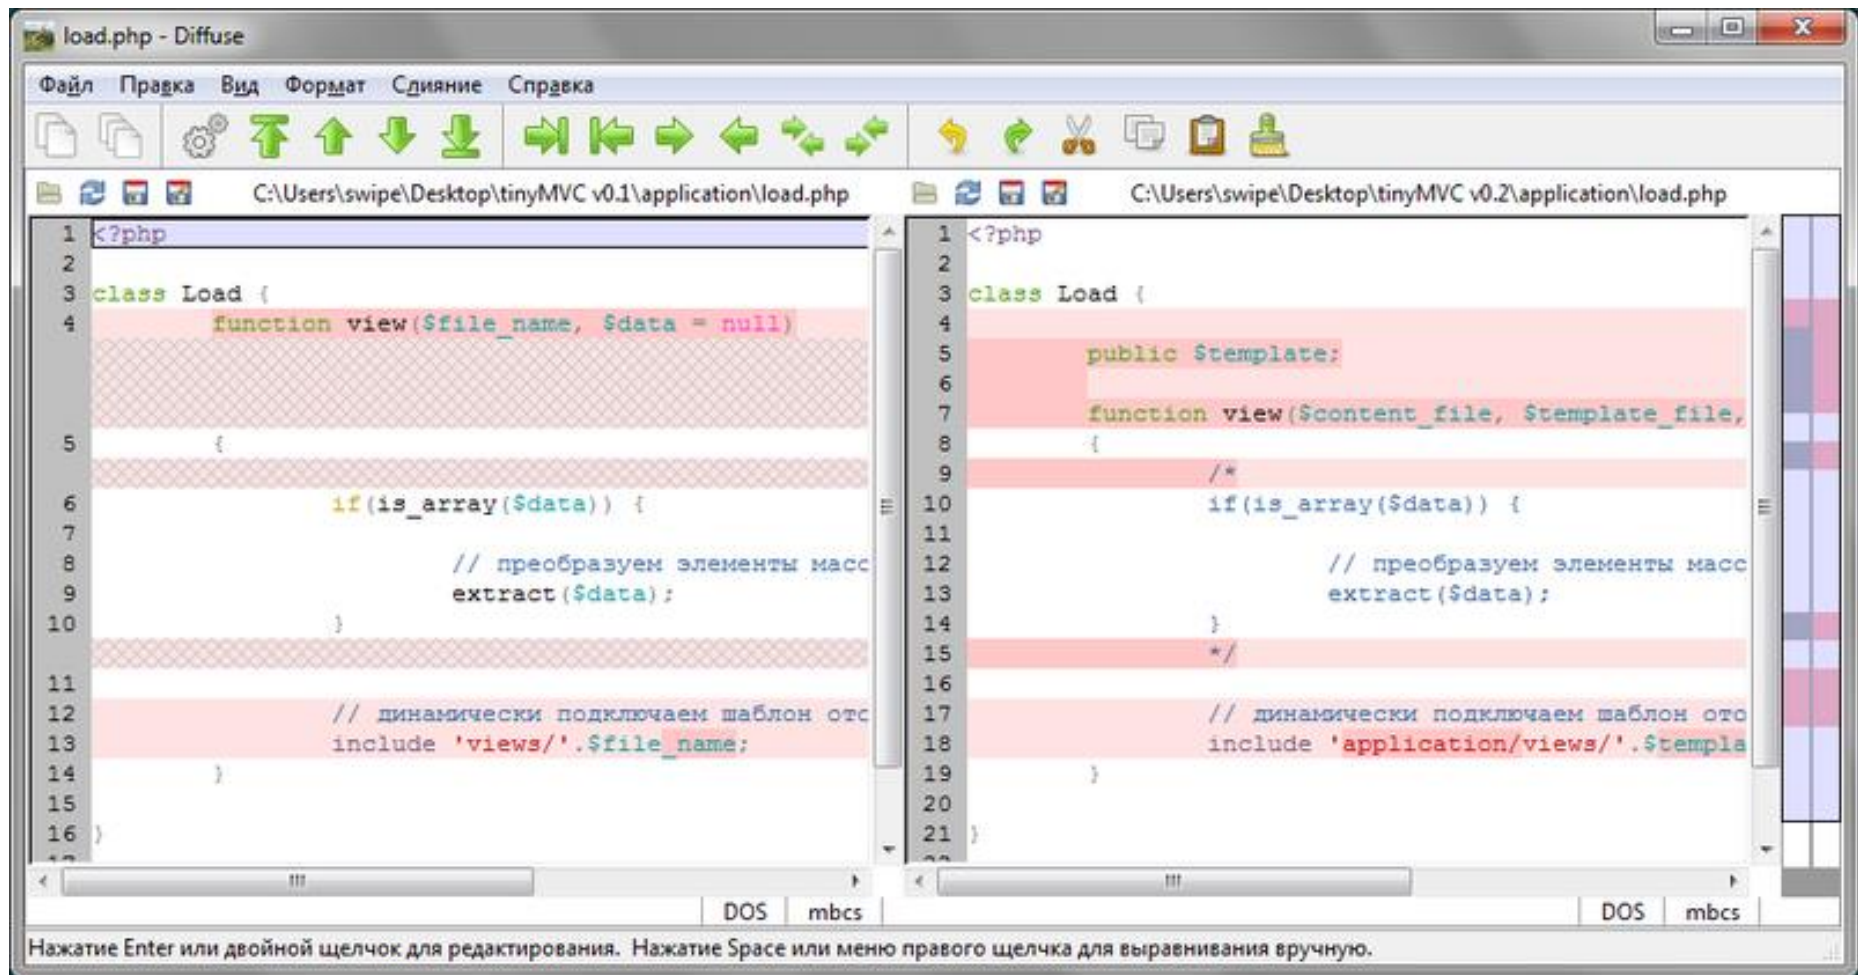 load.php - Diffuse
Файл Правка Вид Формат Слияние Справка
C:\Users\swipe\Desktop\tinyMVC v0.1\application\load.php
1 <?php
2
3 class Load {
4 function view($file_name, $data = null)
5 {
6 if(is_array($data)) {
7
8 // преобразуем элементы масс
9 extract($data);
10 }
11
12 // динамически подключаем шаблон ото
13 include 'views/'.$file_name;
14 }
15
16 }
DOS mbcs
C:\Users\swipe\Desktop\tinyMVC v0.2\application\load.php
1 <?php
2
3 class Load {
4
5 public $template;
6
7 function view($content_file, $template_file,
8 {
9 /*
10 if(is_array($data)) {
11
12 // преобразуем элементы масс
13 extract($data);
14 }
15 */
16
17 // динамически подключаем шаблон ото
18 include 'application/views/'.$templa
19 }
20
21 }
DOS mbcs
Нажатие Enter или двойной щелчок для редактирования. Нажатие Space или меню правого щелчка для выравнивания вручную.